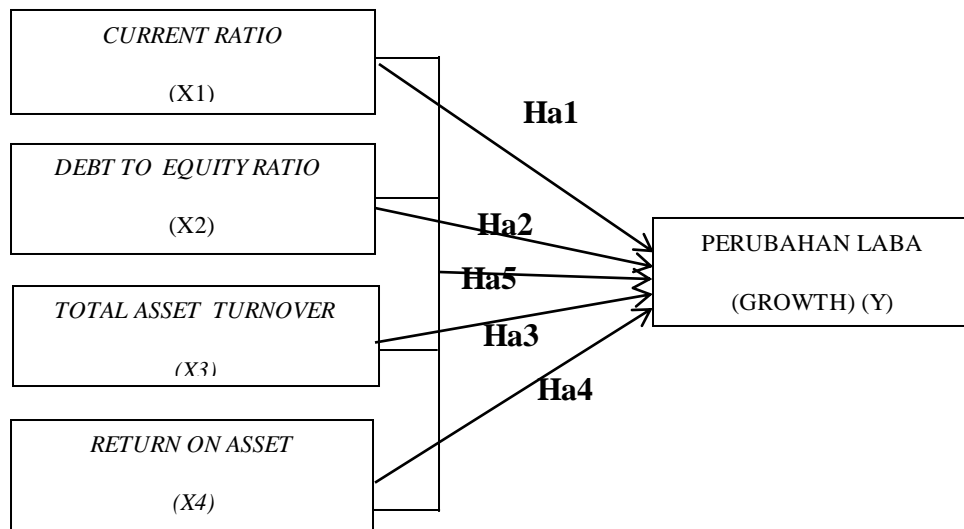 CURRENT RATIO
(X1)
Ha1
DEBT TO EQUITY RATIO
(X2)
Ha2
PERUBAHAN LABA
(GROWTH) (Y)
Ha5
TOTAL ASSET TURNOVER
(X3)
Ha3
Ha4
RETURN ON ASSET
(X4)